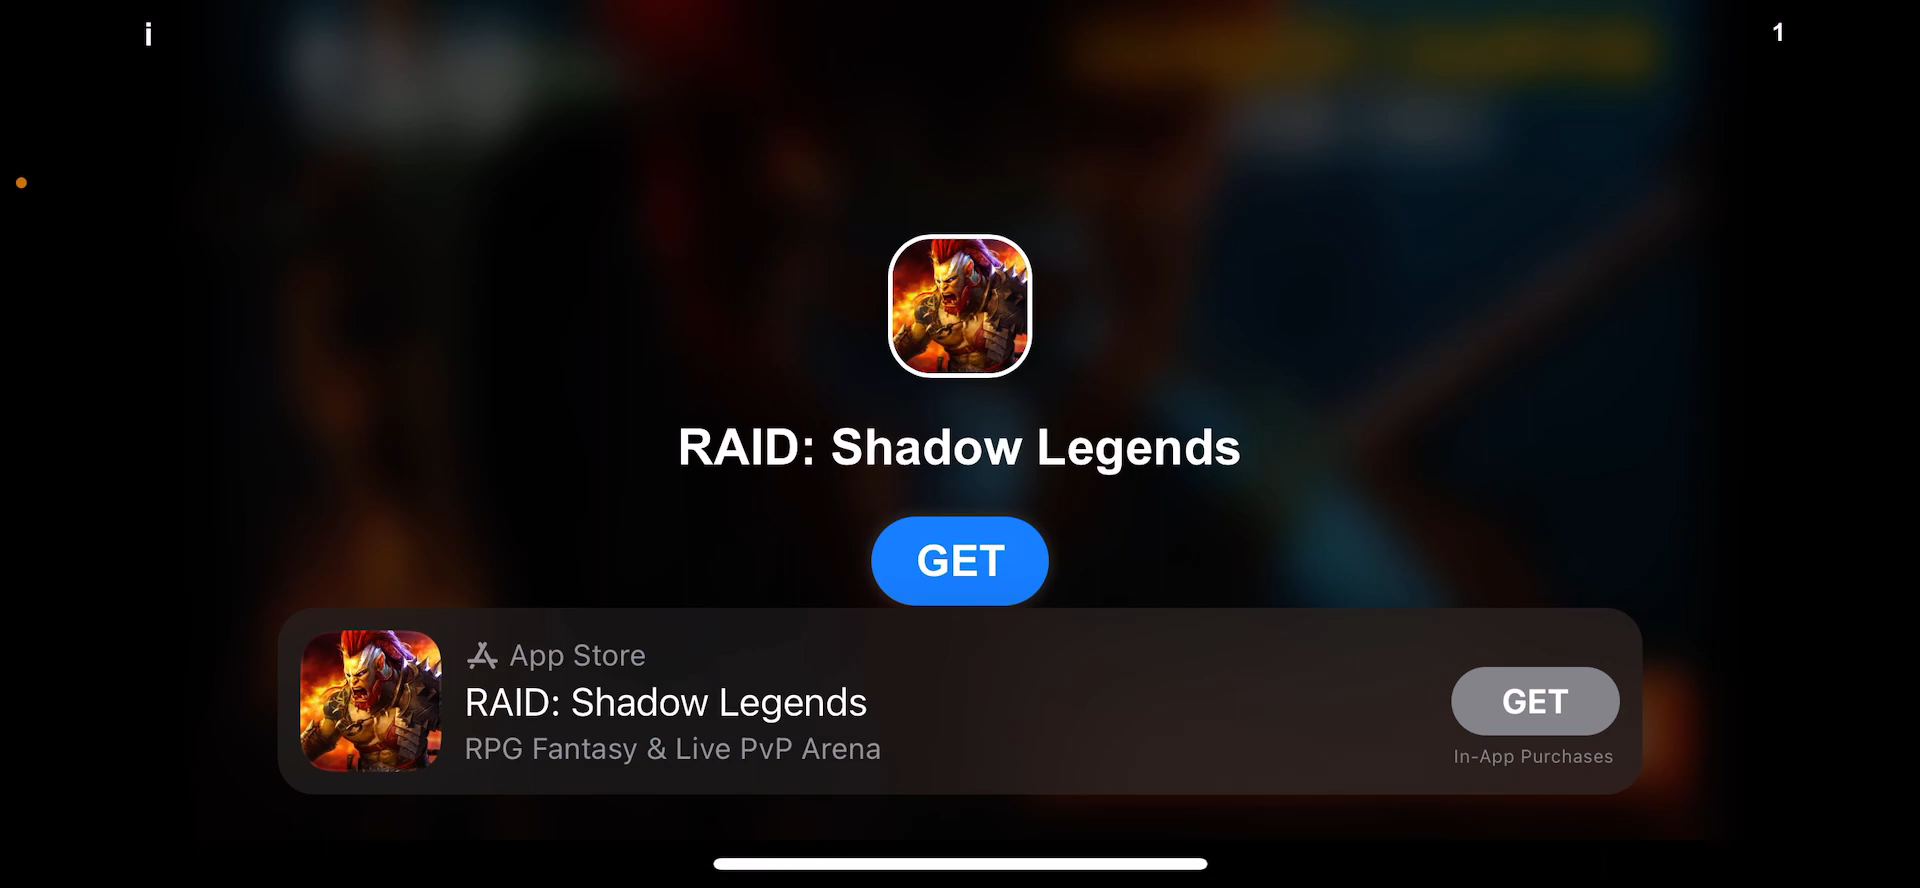 i
1
RAID: Shadow Legends
GET
App Store
RAID: Shadow Legends
RPG Fantasy & Live PvP Arena
GET
In-App Purchases